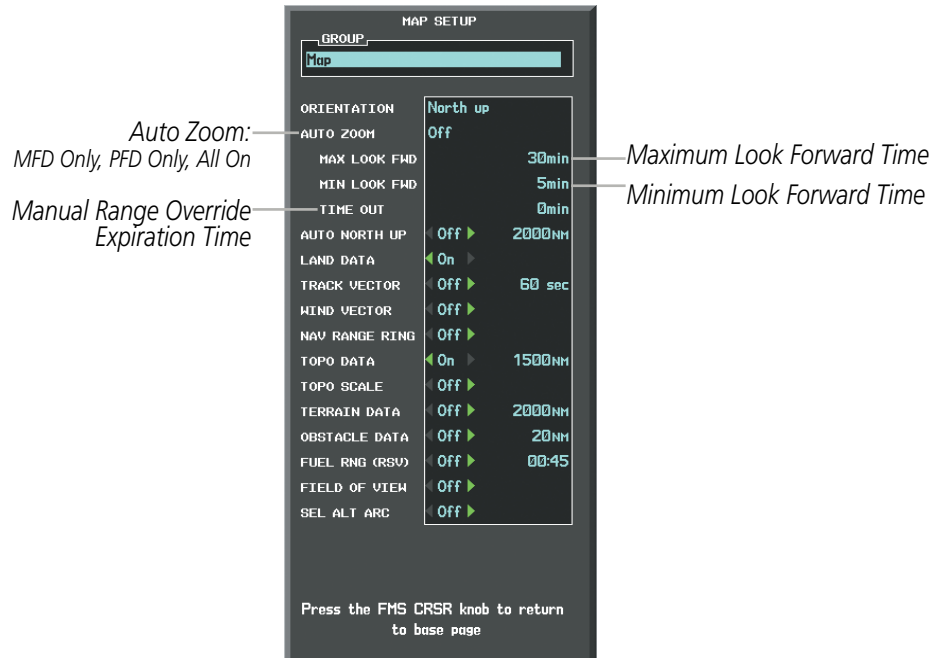 MAP SETUP
GROUP
Map
ORIENTATION North up
Auto Zoom:
MFD Only, PFD Only, All On
AUTO ZOOM Off
MAX LOOK FWD 30min
Maximum Look Forward Time
MIN LOOK FWD 5min
Minimum Look Forward Time
Manual Range Override
Expiration Time
TIME OUT 0min
AUTO NORTH UP Off 2000NM
LAND DATA On
TRACK VECTOR Off 60 sec
WIND VECTOR Off
NAV RANGE RING Off
TOPO DATA On 1500NM
TOPO SCALE Off
TERRAIN DATA Off 2000NM
OBSTACLE DATA Off 20NM
FUEL RNG (RSV) Off 00:45
FIELD OF VIEW Off
SEL ALT ARC Off
Press the FMS CRSR knob to return
to base page